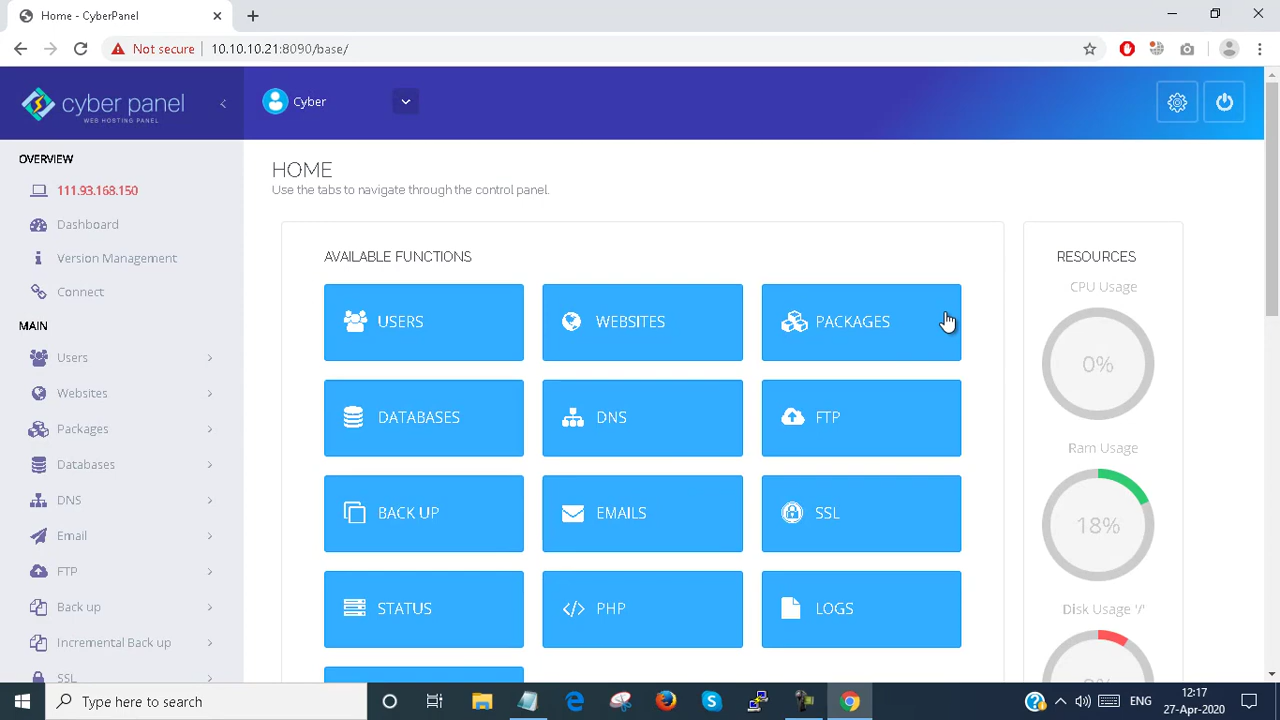 Home - CyberPanel
Not secure
10.10.10.21:8090/base/
cyber panel
WEB HOSTING PANEL
Cyber
OVERVIEW
111.93.168.150
Dashboard
Version Management
Connect
MAIN
Users
Websites
Packages
Databases
DNS
Email
FTP
Back up
Incremental Back up
SSL
HOME
Use the tabs to navigate through the control panel.
AVAILABLE FUNCTIONS
USERS
WEBSITES
PACKAGES
DATABASES
DNS
FTP
BACK UP
EMAILS
SSL
STATUS
PHP
LOGS
RESOURCES
CPU Usage
0%
Ram Usage
18%
Disk Usage '/'
Type here to search
ENG
12:17
27-Apr-2020